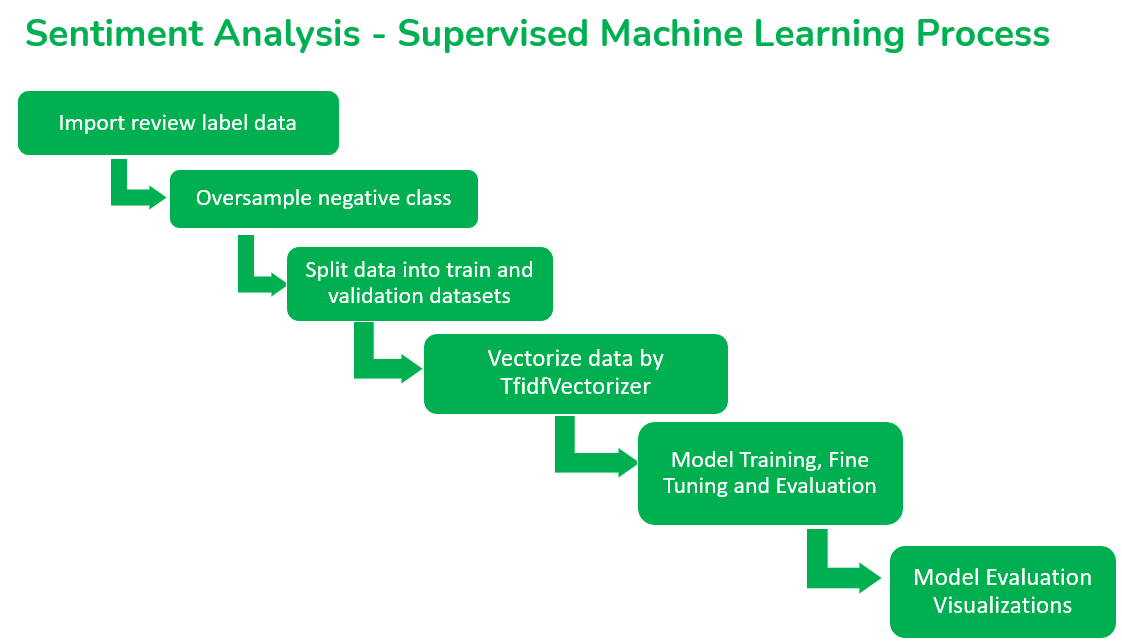 Sentiment Analysis - Supervised Machine Learning Process
Import review label data
Oversample negative class
Split data into train and
validation datasets
Vectorize data by
TfidfVectorizer
Model Training, Fine
Tuning and Evaluation
Model Evaluation
Visualizations